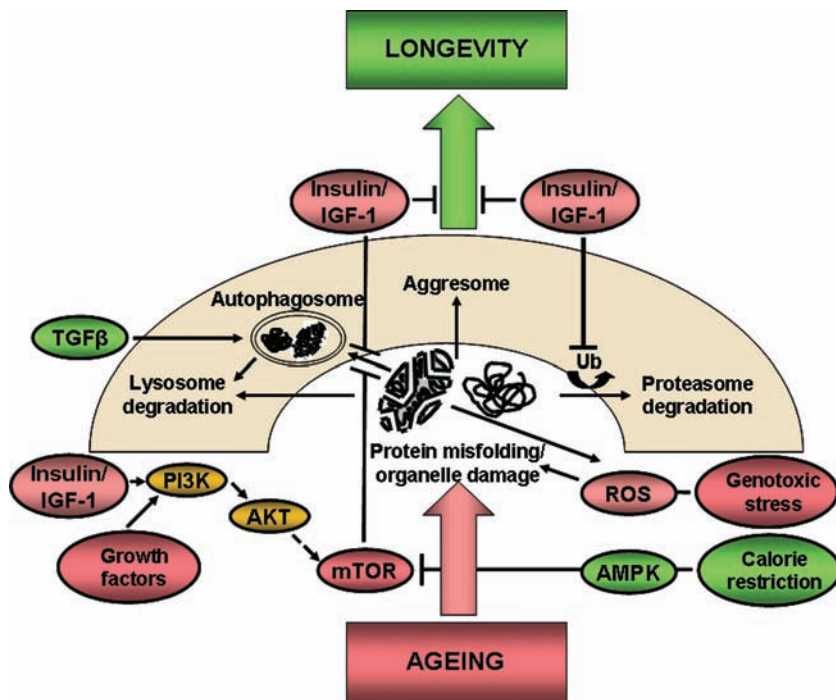 LONGEVITY
Insulin/
IGF-1
Insulin/
IGF-1
Aggresome
Autophagosome
TGFβ
Ub
Lysosome
degradation
Proteasome
degradation
Protein misfolding/
organelle damage
Insulin/
IGF-1
PI3K
ROS
Genotoxic
stress
AKT
Growth
factors
mTOR
AMPK
Calorie
restriction
AGEING